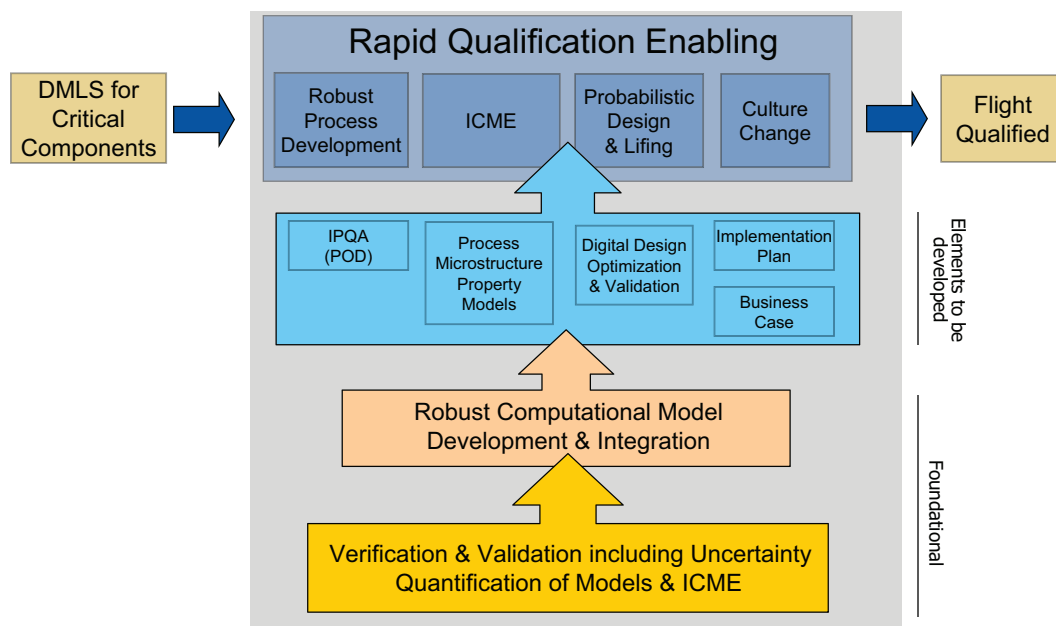 Rapid Qualification Enabling
DMLS for
Critical
Components
Robust
Process
Development
ICME
Probabilistic
Design
& Lifing
Culture
Change
Flight
Qualified
IPQA
(POD)
Process
Microstructure
Property
Models
Digital Design
Optimization
& Validation
Implementation
Plan
Business
Case
Elements to be
developed
Robust Computational Model
Development & Integration
Foundational
Verification & Validation including Uncertainty
Quantification of Models & ICME